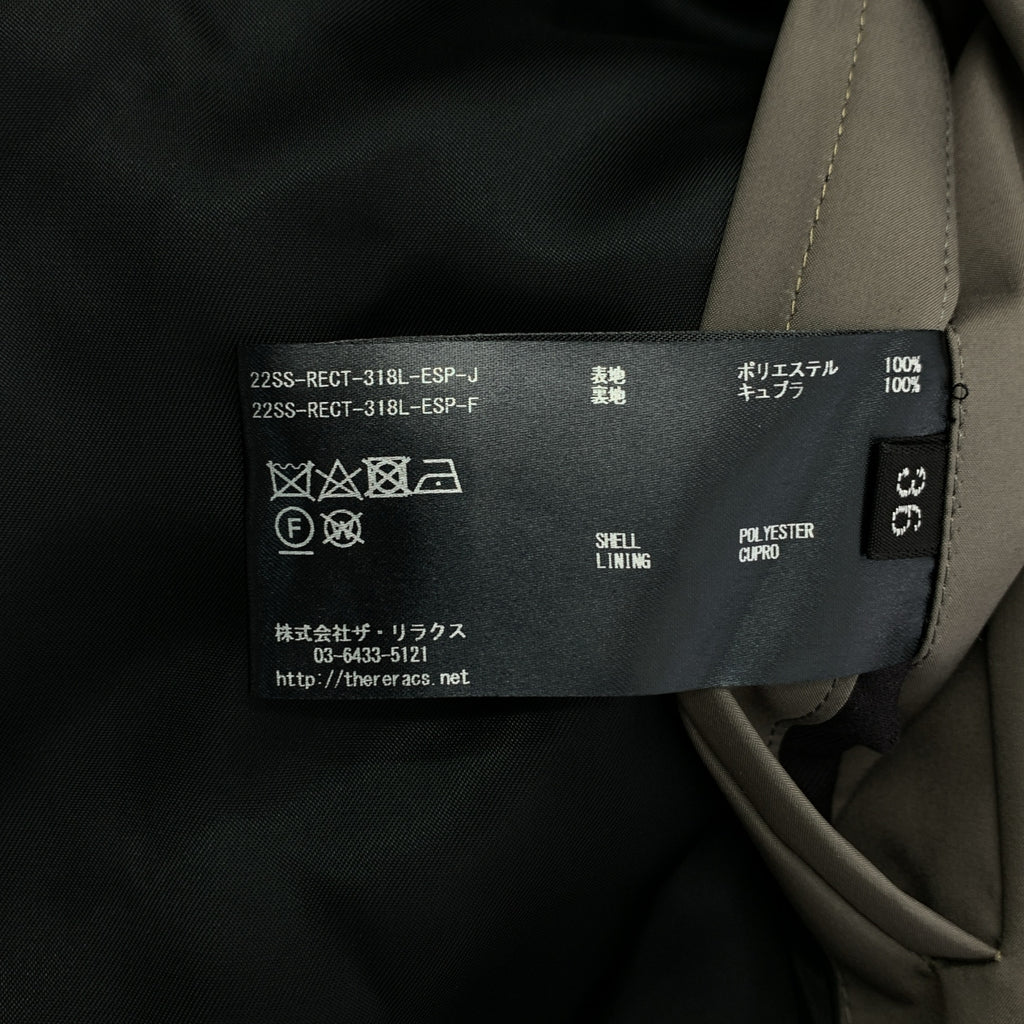 22SS-RECT-318L-ESP-J
22SS-RECT-318L-ESP-F
表地 ポリエステル 100%
裏地 キュプラ 100%
F
W
SHELL POLYESTER
LINING CUPRO
36
株式会社ザ・リラクス
03-6433-5121
http://thereracs.net